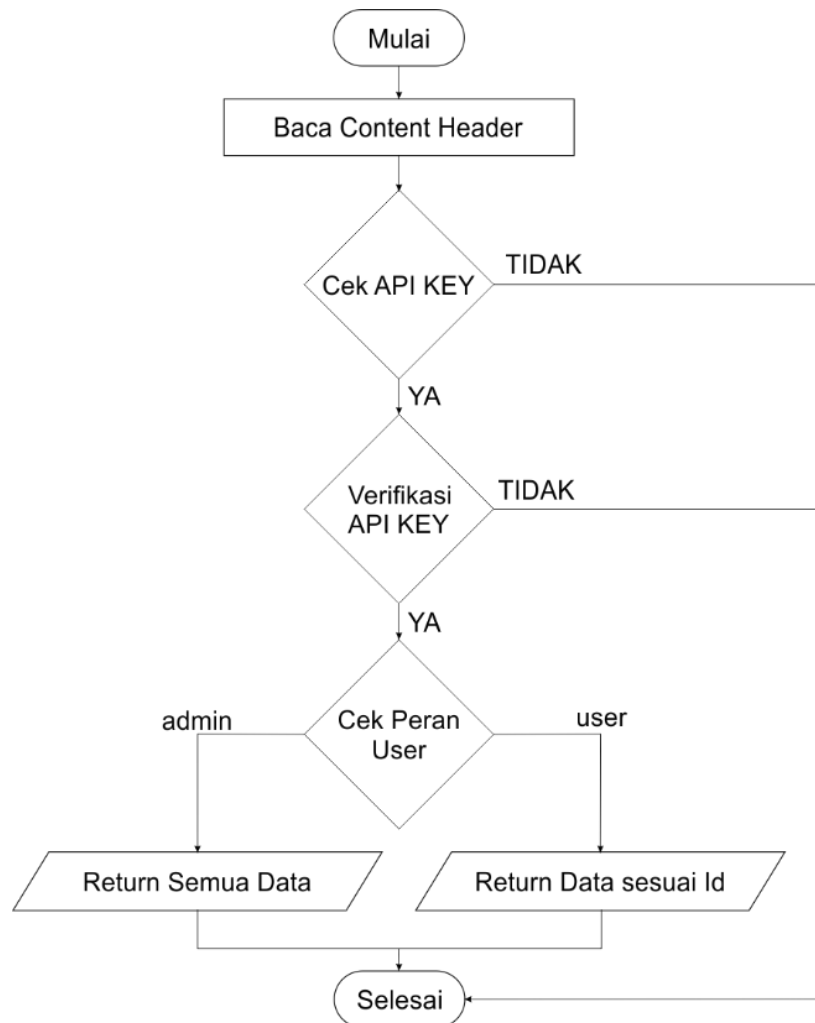 Mulai
Baca Content Header
Cek API KEY
TIDAK
YA
Verifikasi
API KEY
TIDAK
YA
Cek Peran
User
admin
user
Return Semua Data
Return Data sesuai Id
Selesai